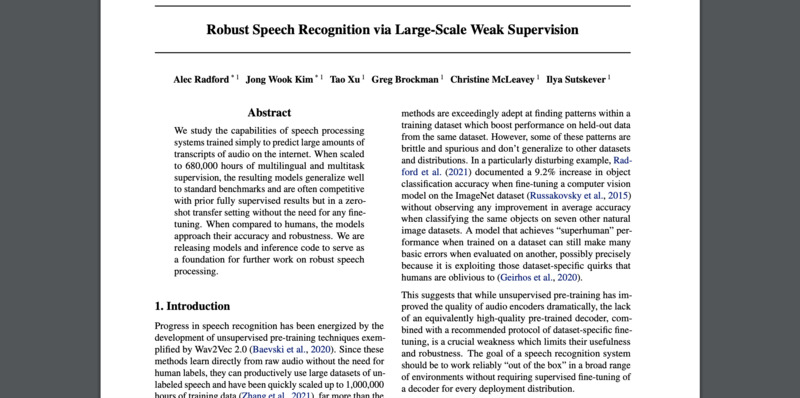 Robust Speech Recognition via Large-Scale Weak Supervision
Alec Radford * 1 Jong Wook Kim * 1 Tao Xu 1 Greg Brockman 1 Christine McLeavey 1 Ilya Sutskever 1
Abstract
We study the capabilities of speech processing
systems trained simply to predict large amounts of
transcripts of audio on the internet. When scaled
to 680,000 hours of multilingual and multitask
supervision, the resulting models generalize well
to standard benchmarks and are often competitive
with prior fully supervised results but in a zero-
shot transfer setting without the need for any fine-
tuning. When compared to humans, the models
approach their accuracy and robustness. We are
releasing models and inference code to serve as
a foundation for further work on robust speech
processing.
1. Introduction
Progress in speech recognition has been energized by the
development of unsupervised pre-training techniques exem-
plified by Wav2Vec 2.0 (Baevski et al., 2020). Since these
methods learn directly from raw audio without the need for
human labels, they can productively use large datasets of un-
labeled speech and have been quickly scaled up to 1,000,000
hours of training data (Zhang et al., 2021), far more than the
methods are exceedingly adept at finding patterns within a
training dataset which boost performance on held-out data
from the same dataset. However, some of these patterns are
brittle and spurious and don't generalize to other datasets
and distributions. In a particularly disturbing example, Rad-
ford et al. (2021) documented a 9.2% increase in object
classification accuracy when fine-tuning a computer vision
model on the ImageNet dataset (Russakovsky et al., 2015)
without observing any improvement in average accuracy
when classifying the same objects on seven other natural
image datasets. A model that achieves “superhuman” per-
formance when trained on a dataset can still make many
basic errors when evaluated on another, possibly precisely
because it is exploiting those dataset-specific quirks that
humans are oblivious to (Geirhos et al., 2020).
This suggests that while unsupervised pre-training has im-
proved the quality of audio encoders dramatically, the lack
of an equivalently high-quality pre-trained decoder, com-
bined with a recommended protocol of dataset-specific fine-
tuning, is a crucial weakness which limits their usefulness
and robustness. The goal of a speech recognition system
should be to work reliably “out of the box” in a broad range
of environments without requiring supervised fine-tuning of
a decoder for every deployment distribution.